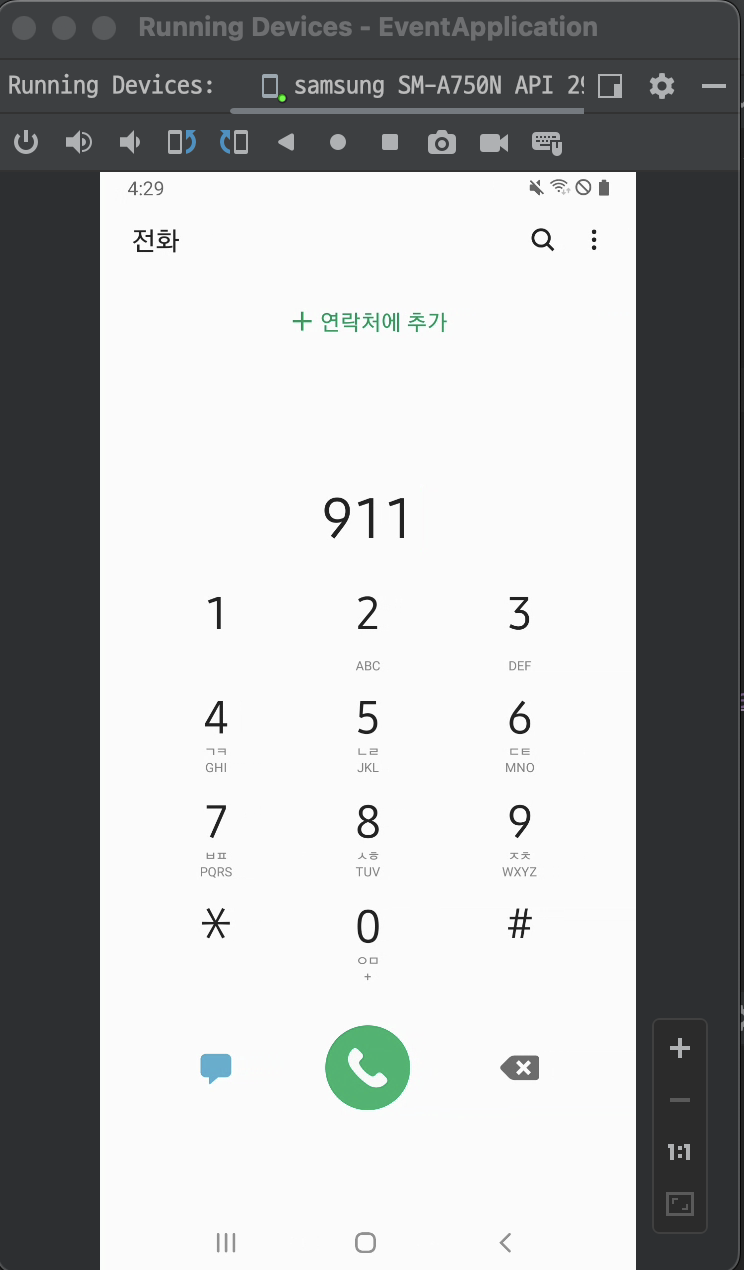 Running Devices - EventApplication
Running Devices: samsung SM-A750N API 29
4:29
전화
+ 연락처에 추가
911
1 2 3
ABC DEF
4 5 6
ㄱㅋ ㄴㄹ ㄷㅌ
GHI JKL MNO
7 8 9
ㅂㅍ ㅅㅎ ㅈㅊ
PQRS TUV WXYZ
* 0 #
ㅇㅁ
+
1:1